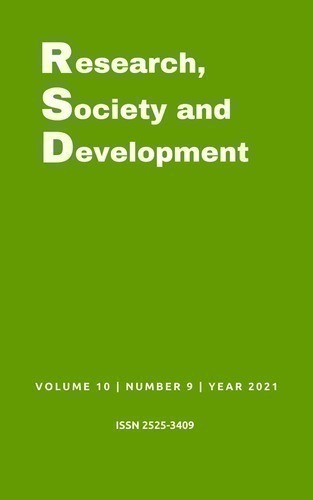 Research,
Society and
Development
VOLUME 10 | NUMBER 9 | YEAR 2021
ISSN 2525-3409